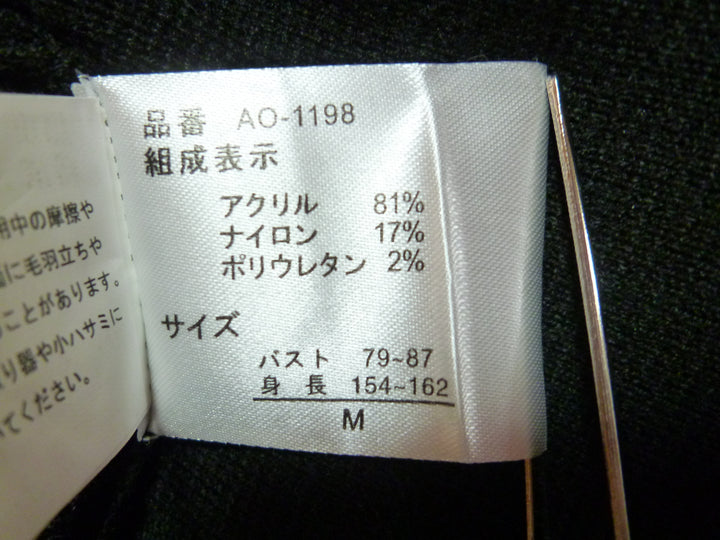 品番 AO-1198
組成表示
アクリル 81%
ナイロン 17%
ポリウレタン 2%
サイズ
バスト 79~87
身長 154~162
M
中の摩擦や
に毛羽立ちや
ことがあります。
り器や小ハサミに
てください。